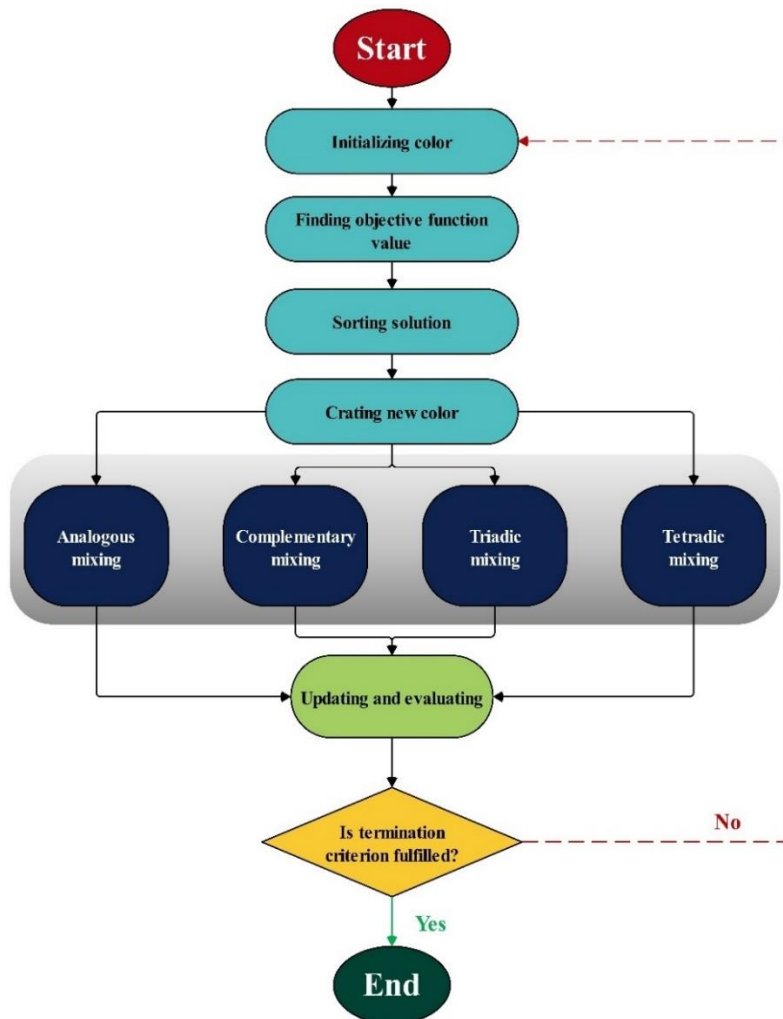 Start
Initializing color
Finding objective function
value
Sorting solution
Crating new color
Analogous
mixing
Complementary
mixing
Triadic
mixing
Tetradic
mixing
Updating and evaluating
Is termination
criterion fulfilled?
No
Yes
End